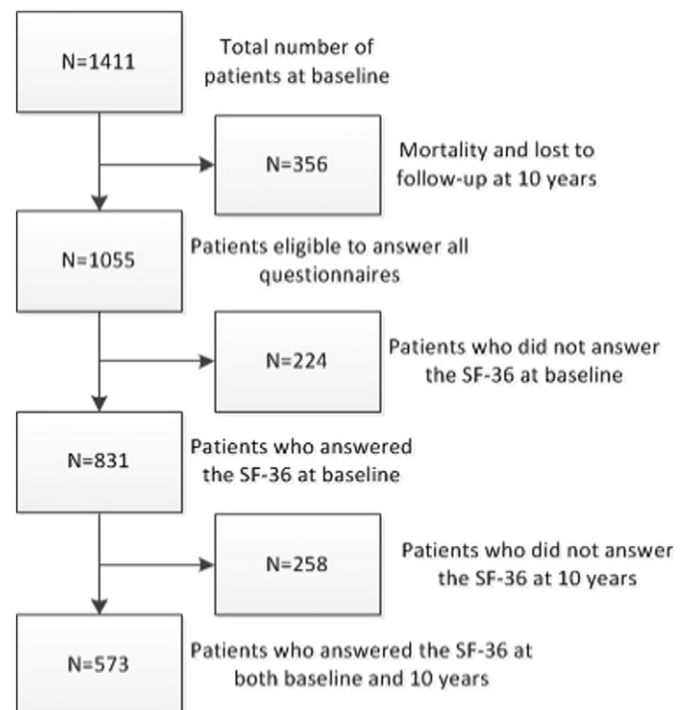 N=1411
Total number of
patients at baseline
N=356
Mortality and lost to
follow-up at 10 years
N=1055
Patients eligible to answer all
questionnaires
N=224
Patients who did not answer
the SF-36 at baseline
N=831
Patients who answered
the SF-36 at baseline
N=258
Patients who did not answer
the SF-36 at 10 years
N=573
Patients who answered the SF-36 at
both baseline and 10 years